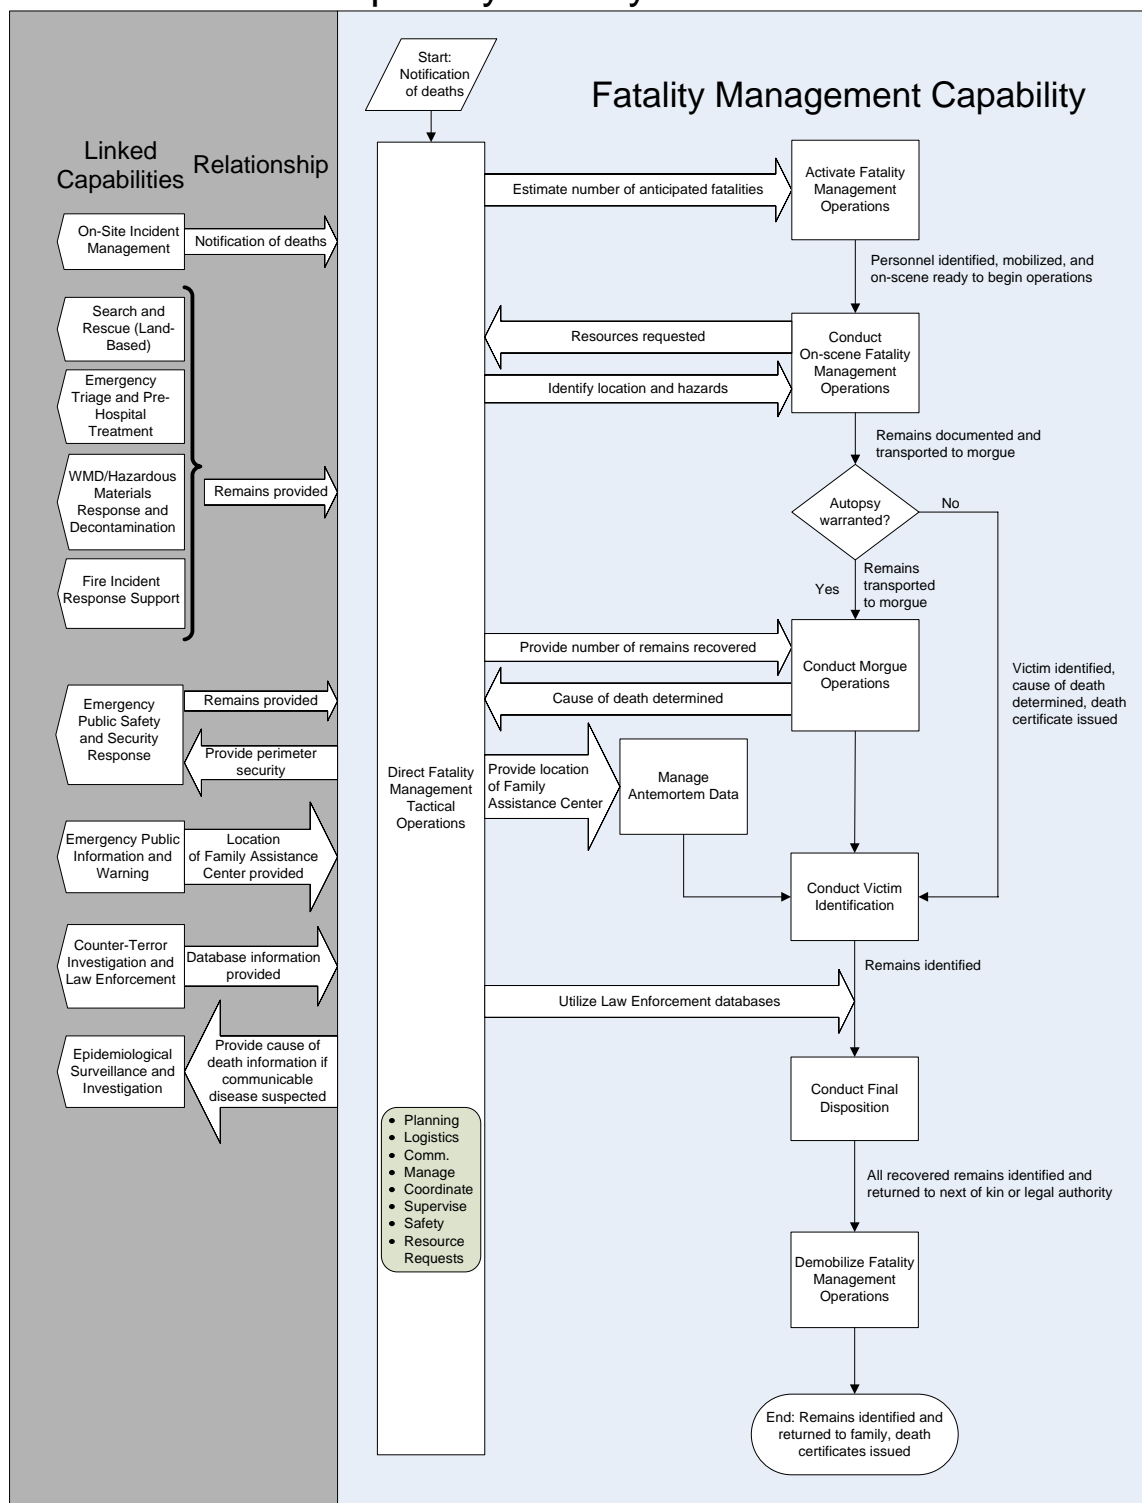 Start:
Notification
of deaths
Fatality Management Capability
Linked
Capabilities
Relationship
On-Site Incident
Management
Notification of deaths
Search and
Rescue (Land-
Based)
Emergency
Triage and Pre-
Hospital
Treatment
WMD/Hazardous
Materials
Response and
Decontamination
Fire Incident
Response Support
Remains provided
Emergency
Public Safety
and Security
Response
Remains provided
Provide perimeter
security
Emergency Public
Information and
Warning
Location
of Family Assistance
Center provided
Counter-Terror
Investigation and
Law Enforcement
Database information
provided
Epidemiological
Surveillance and
Investigation
Provide cause of
death information if
communicable
disease suspected
Direct Fatality
Management
Tactical
Operations
• Planning
• Logistics
• Comm.
• Manage
• Coordinate
• Supervise
• Safety
• Resource
Requests
Estimate number of anticipated fatalities
Activate Fatality
Management
Operations
Personnel identified, mobilized, and
on-scene ready to begin operations
Resources requested
Identify location and hazards
Conduct
On-scene Fatality
Management
Operations
Remains documented and
transported to morgue
Autopsy
warranted?
No
Yes
Remains
transported
to morgue
Provide number of remains recovered
Cause of death determined
Conduct Morgue
Operations
Victim identified,
cause of death
determined, death
certificate issued
Provide location
of Family
Assistance Center
Manage
Antemortem Data
Conduct Victim
Identification
Remains identified
Utilize Law Enforcement databases
Conduct Final
Disposition
All recovered remains identified and
returned to next of kin or legal authority
Demobilize Fatality
Management
Operations
End: Remains identified and
returned to family, death
certificates issued